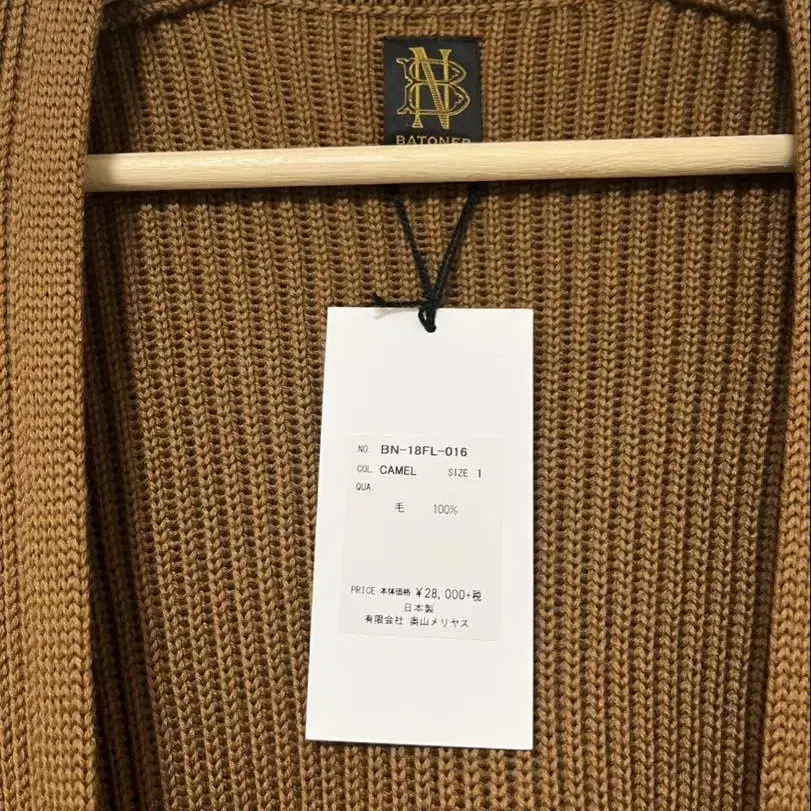 BN
BATONER
NO. BN-18FL-016
COL. CAMEL SIZE 1
QUA.
毛 100%
PRICE 本体価格 ¥28,000+税
日本製
有限会社 奥山メリヤス